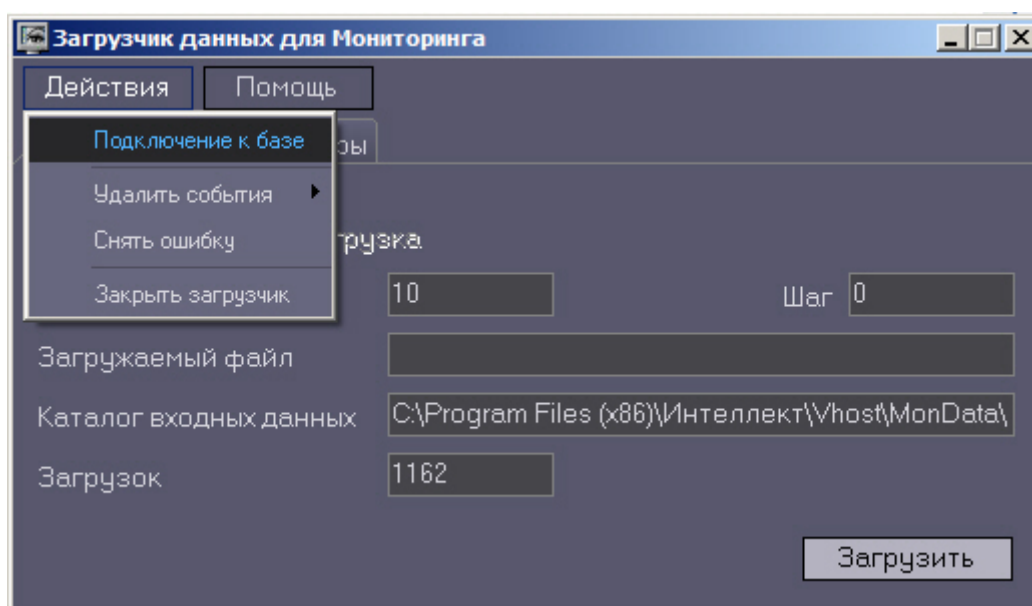 Загрузчик данных для Мониторинга
Действия Помощь
Подключение к базе
ры
Удалить события
Снять ошибку
грузка
Закрыть загрузчик
10 Шаг 0
Загружаемый файл
Каталог входных данных C:\Program Files (x86)\Интеллект\Vhost\MonData\
Загрузок 1162
Загрузить